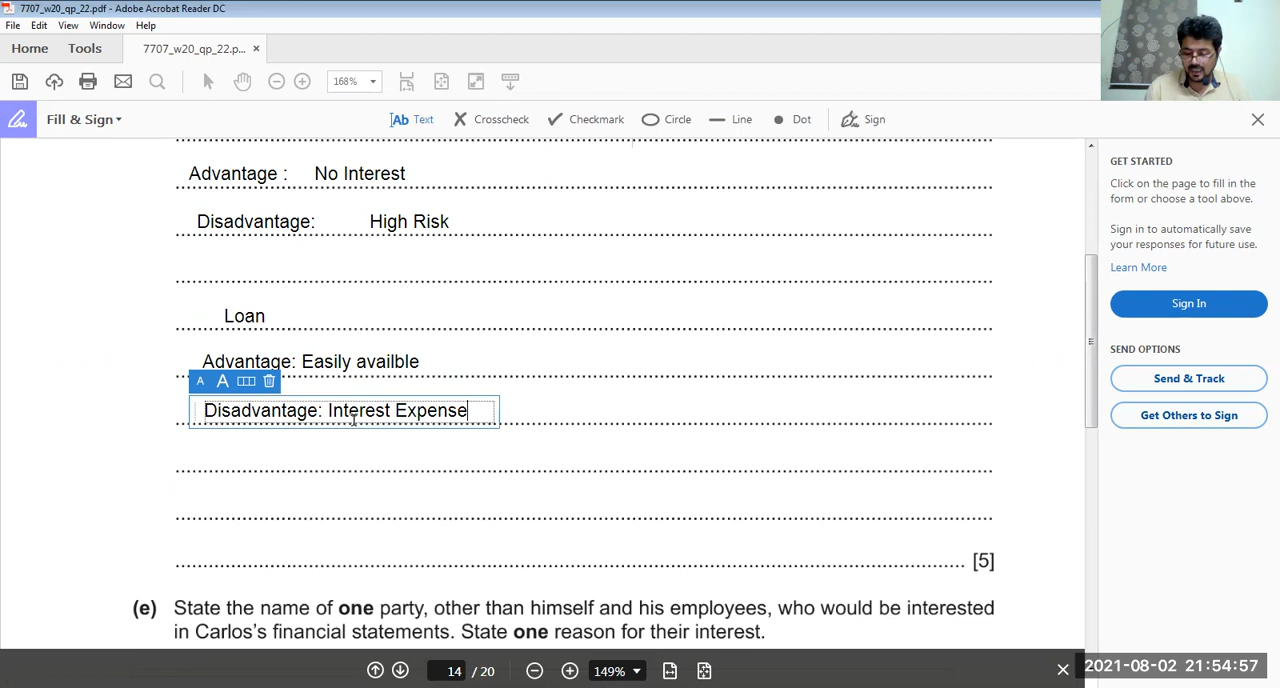 7707_w20_qp_22.pdf - Adobe Acrobat Reader DC
File Edit View Window Help
Home Tools 7707_w20_qp_22.p... ×
168%
Fill & Sign
Ab Text Crosscheck Checkmark Circle Line Dot Sign
Advantage : No Interest
Disadvantage: High Risk
Loan
Advantage: Easily availble
A A
Disadvantage: Interest Expense
[5]
(e) State the name of one party, other than himself and his employees, who would be interested
in Carlos's financial statements. State one reason for their interest.
GET STARTED
Click on the page to fill in the
form or choose a tool above.
Sign in to automatically save
your responses for future use.
Learn More
Sign In
SEND OPTIONS
Send & Track
Get Others to Sign
14 / 20 149%
2021-08-02 21:54:57